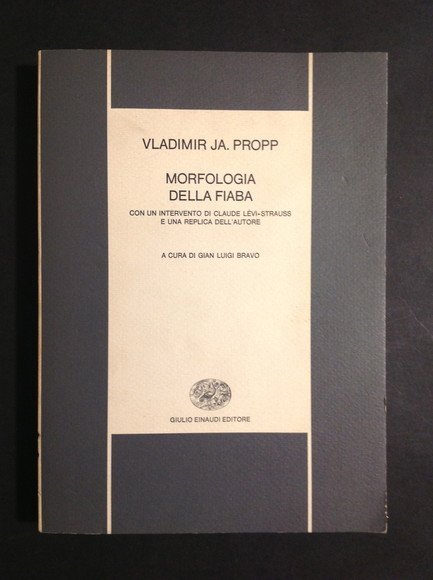 VLADIMIR JA. PROPP
MORFOLOGIA
DELLA FIABA
CON UN INTERVENTO DI CLAUDE LÉVI-STRAUSS
E UNA REPLICA DELL'AUTORE
A CURA DI GIAN LUIGI BRAVO
GIULIO EINAUDI EDITORE